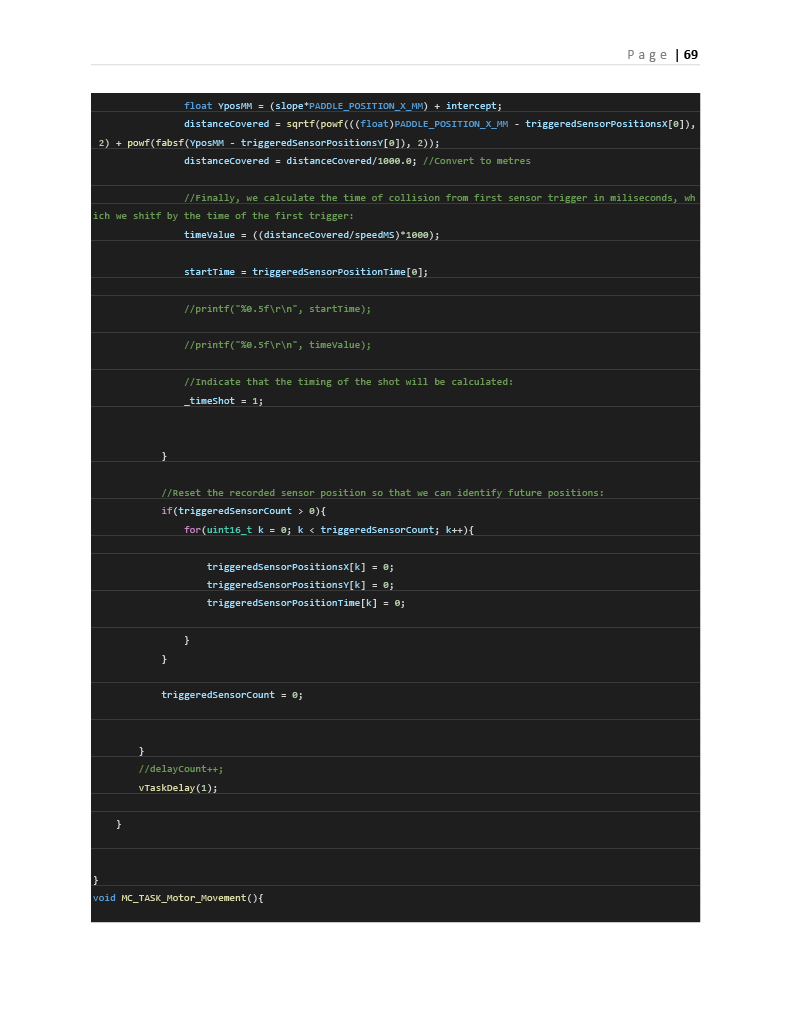 Page | 69
float YposMM = (slope*PADDLE_POSITION_X_MM) + intercept;
distanceCovered = sqrtf(powf(((float)PADDLE_POSITION_X_MM - triggeredSensorPositionsX[0]),
2) + powf(fabsf(YposMM - triggeredSensorPositionsY[0]), 2));
distanceCovered = distanceCovered/1000.0; //Convert to metres
//Finally, we calculate the time of collision from first sensor trigger in miliseconds, wh
ich we shitf by the time of the first trigger:
timeValue = ((distanceCovered/speedMS)*1000);
startTime = triggeredSensorPositionTime[0];
//printf("%0.5f\r\n", startTime);
//printf("%0.5f\r\n", timeValue);
//Indicate that the timing of the shot will be calculated:
_timeShot = 1;
}
//Reset the recorded sensor position so that we can identify future positions:
if(triggeredSensorCount > 0){
for(uint16_t k = 0; k < triggeredSensorCount; k++){
triggeredSensorPositionsX[k] = 0;
triggeredSensorPositionsY[k] = 0;
triggeredSensorPositionTime[k] = 0;
}
}
triggeredSensorCount = 0;
}
//delayCount++;
vTaskDelay(1);
}
}
void MC_TASK_Motor_Movement(){